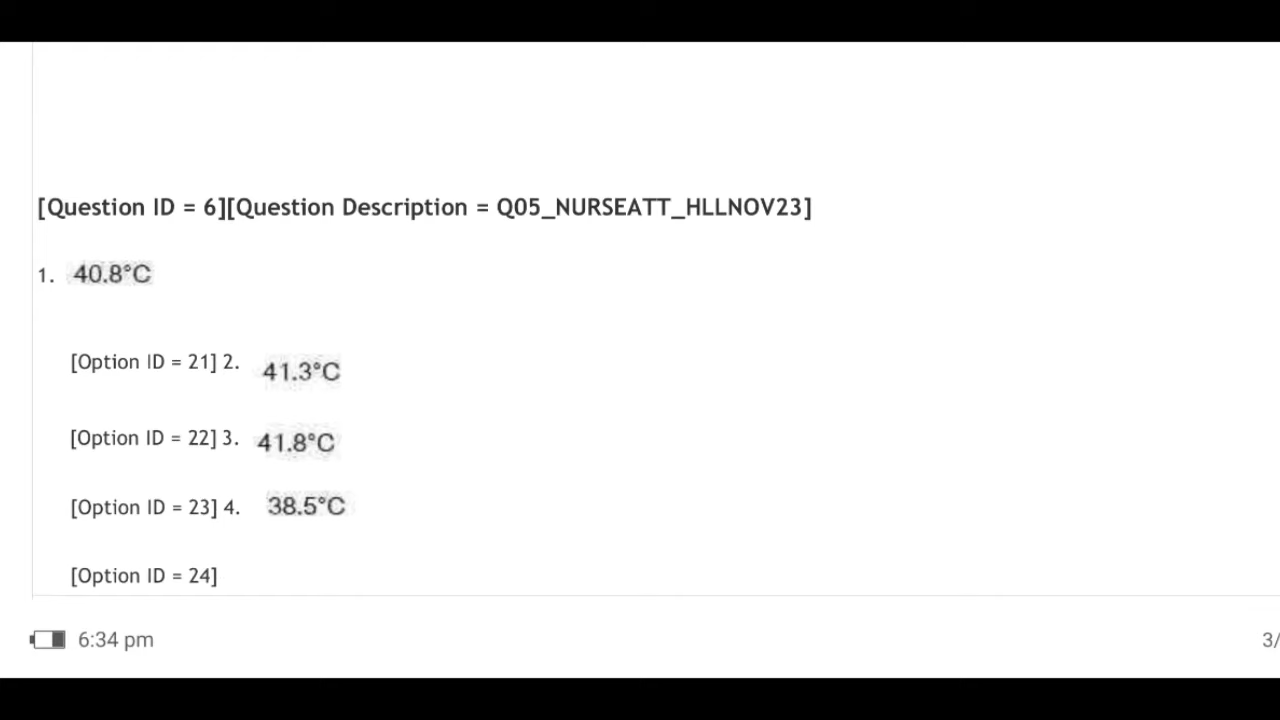 [Question ID = 6][Question Description = Q05_NURSEATT_HLLNOV23]
1. 40.8°C
[Option ID = 21] 2. 41.3°C
[Option ID = 22] 3. 41.8°C
[Option ID = 23] 4. 38.5°C
[Option ID = 24]
6:34 pm 3/